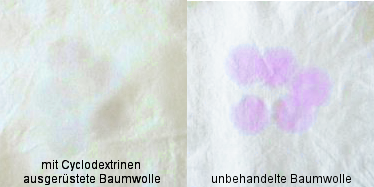 mit Cyclodextrinen
ausgerüstete Baumwolle
unbehandelte Baumwolle